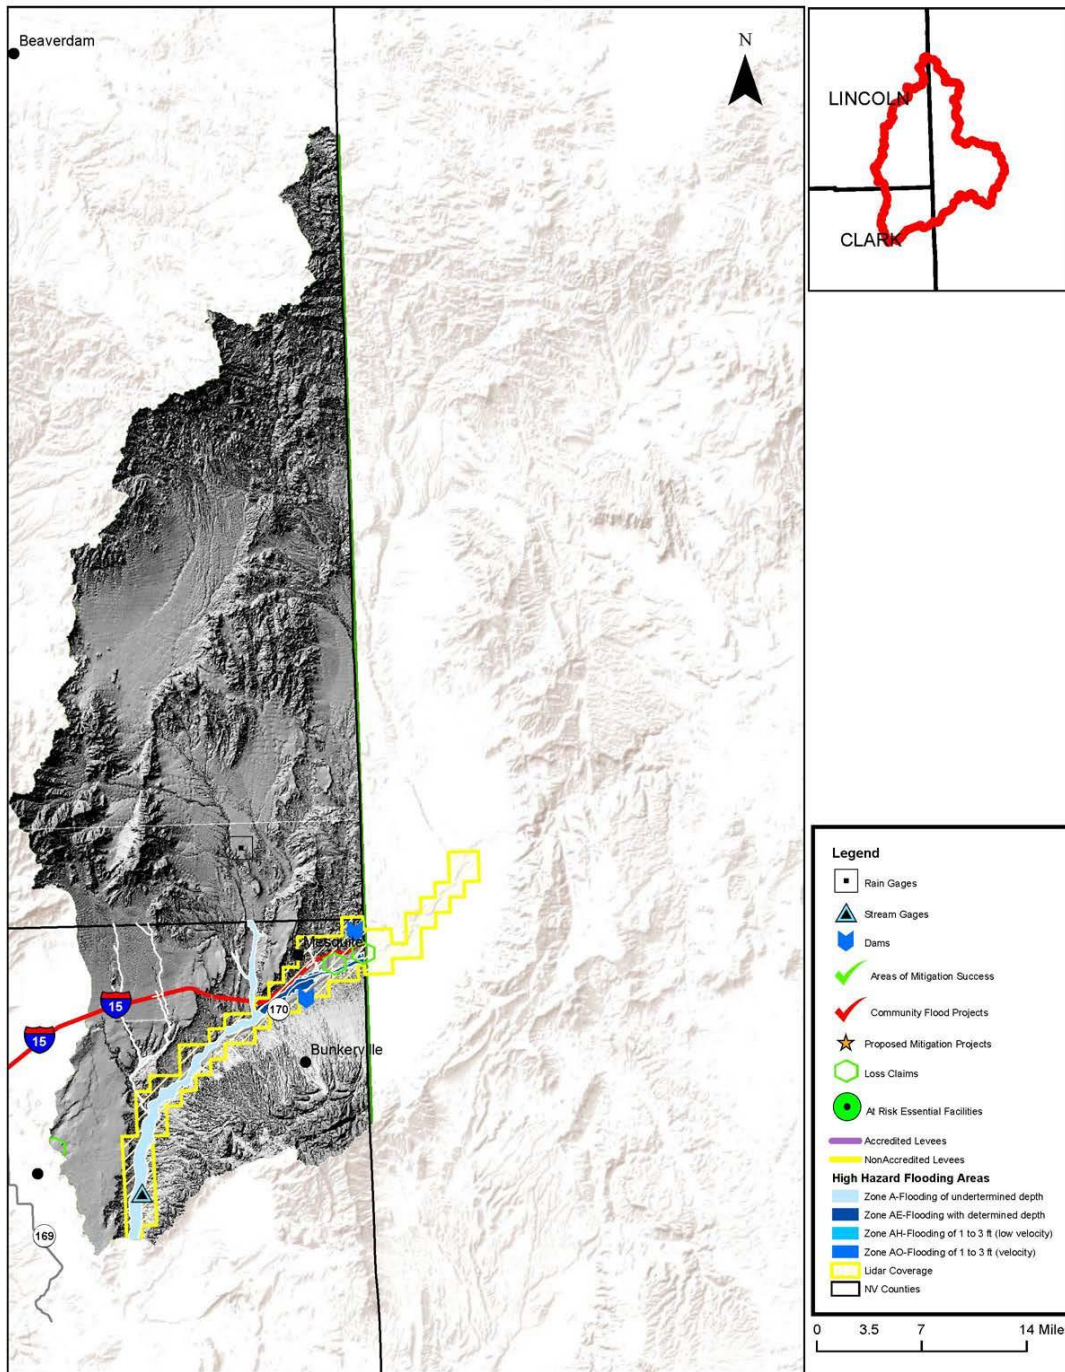 Beaverdam
N
LINCOLN
CLARK
Mesquite
170
15
15
Bunkerville
169
Legend
Rain Gages
Stream Gages
Dams
Areas of Mitigation Success
Community Flood Projects
Proposed Mitigation Projects
Loss Claims
At Risk Essential Facilities
Accredited Levees
NonAccredited Levees
High Hazard Flooding Areas
Zone A-Flooding of undertermined depth
Zone AE-Flooding with determined depth
Zone AH-Flooding of 1 to 3 ft (low velocity)
Zone AO-Flooding of 1 to 3 ft (velocity)
Lidar Coverage
NV Counties
0 3.5 7 14 Mile